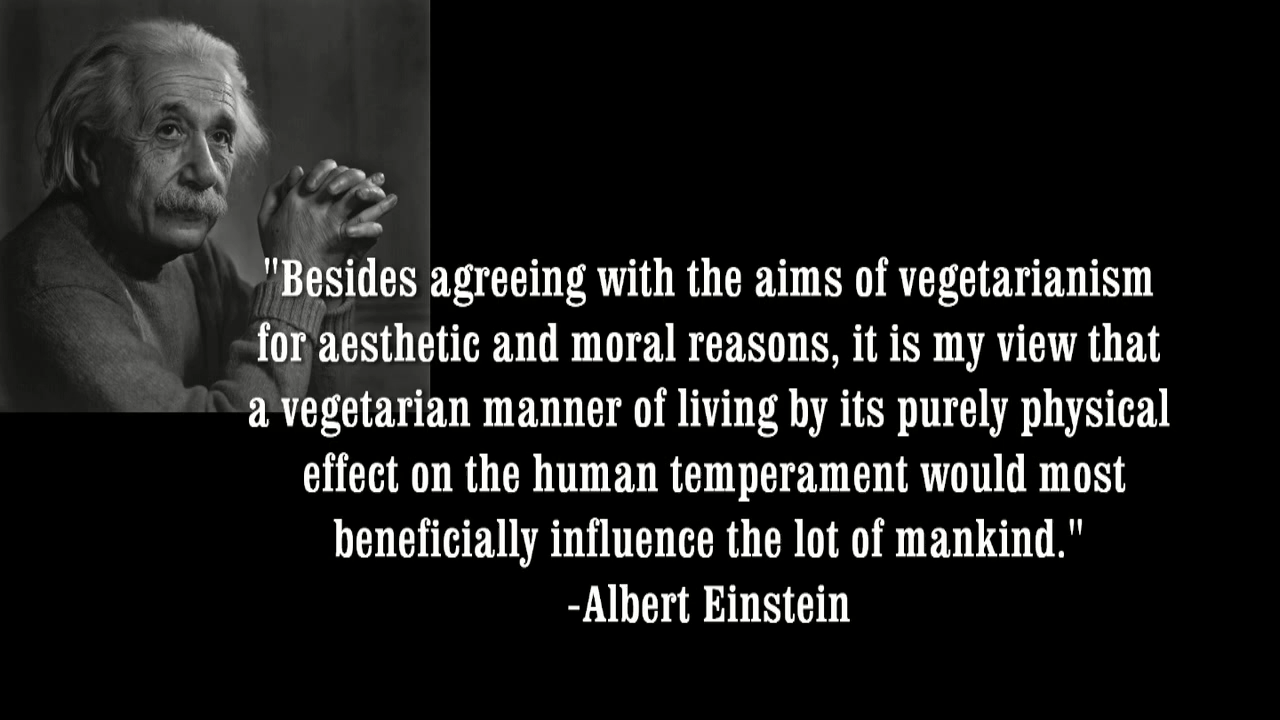 "Besides agreeing with the aims of vegetarianism
for aesthetic and moral reasons, it is my view that
a vegetarian manner of living by its purely physical
effect on the human temperament would most
beneficially influence the lot of mankind."
-Albert Einstein